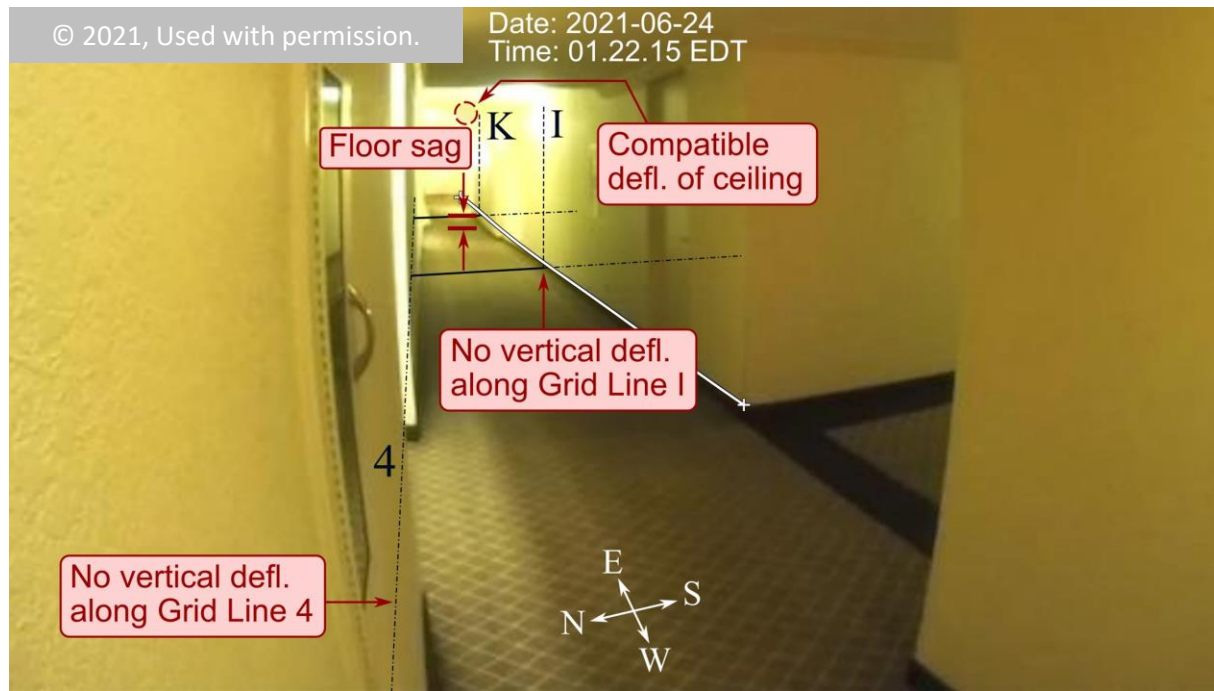 © 2021, Used with permission.
Date: 2021-06-24
Time: 01.22.15 EDT
K
I
Floor sag
Compatible
defl. of ceiling
No vertical defl.
along Grid Line I
4
No vertical defl.
along Grid Line 4
E
S
N
W